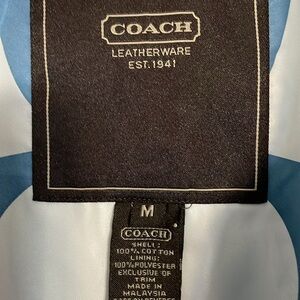 COACH
LEATHERWARE
EST. 1941
M
COACH
SHELL:
100% COTTON
LINING:
100% POLYESTER
EXCLUSIVE OF
TRIM
MADE IN
MALAYSIA